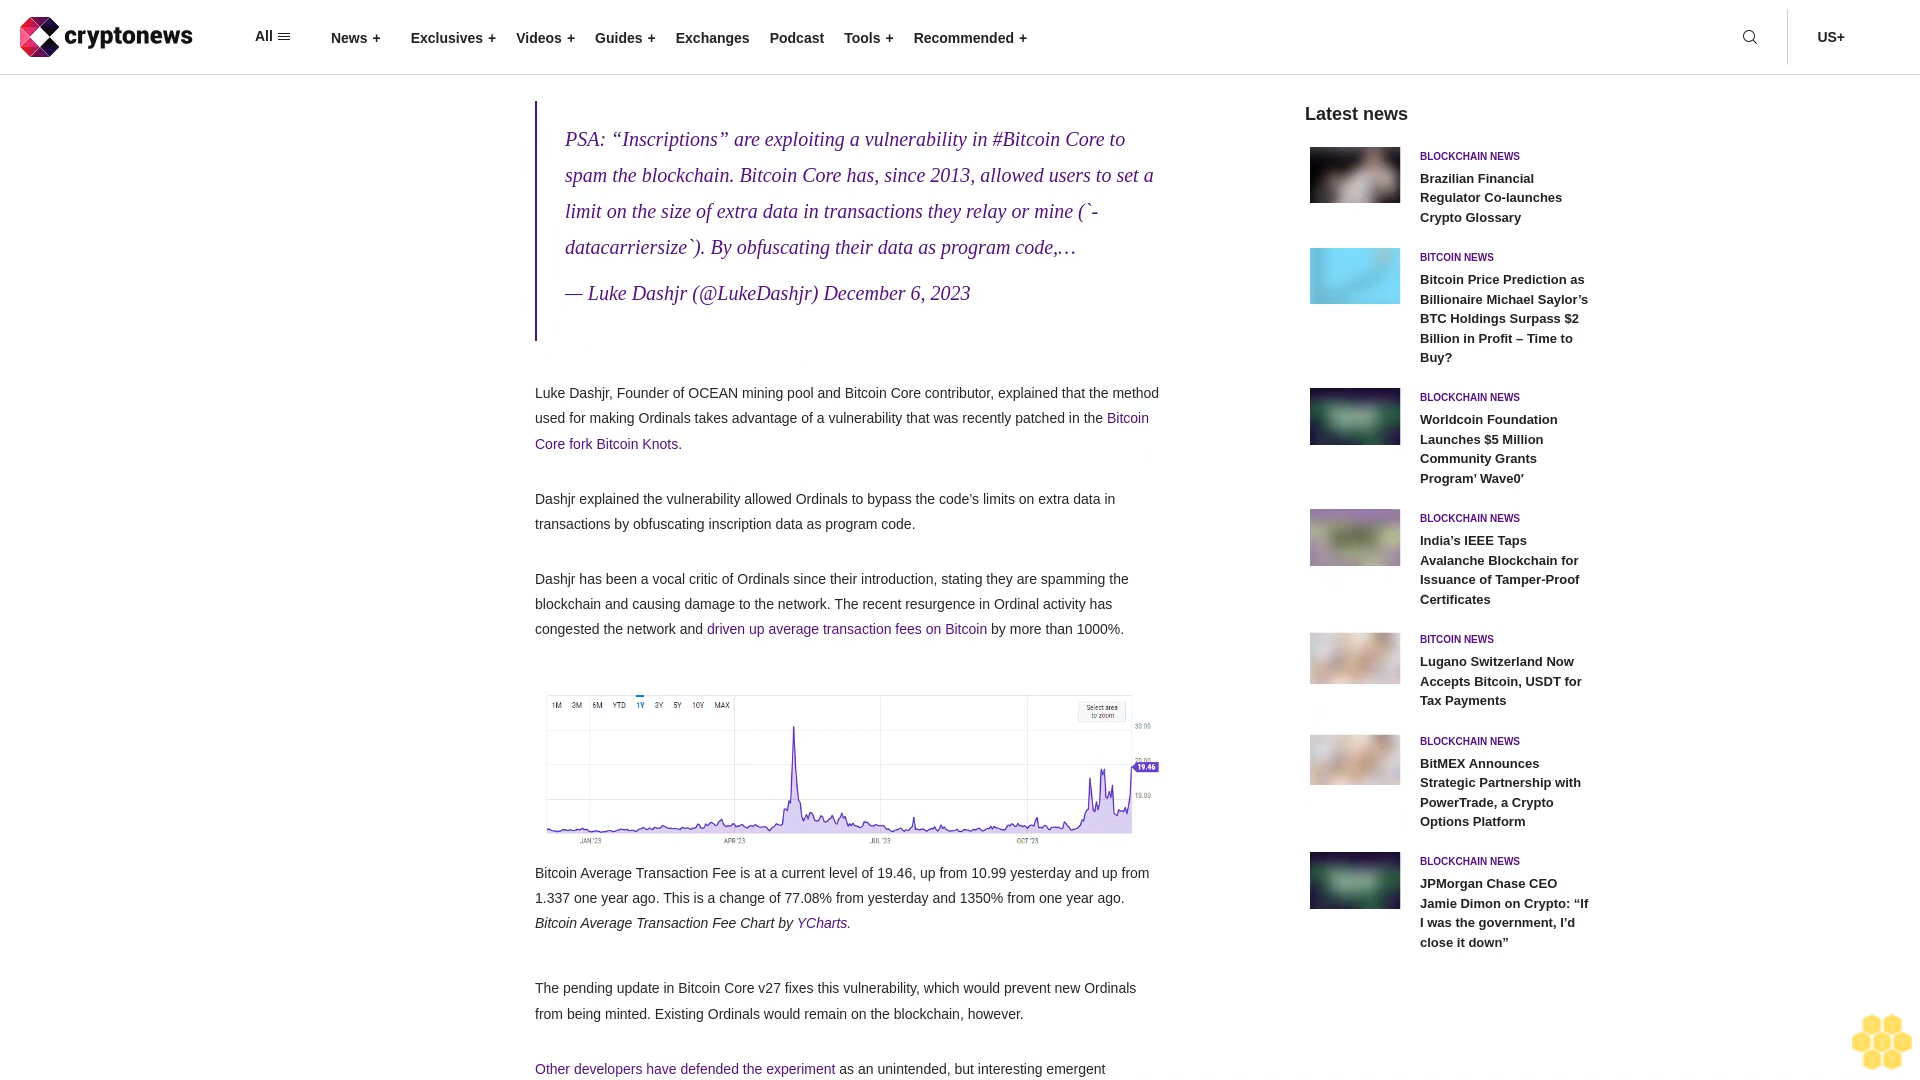 cryptonews
All
News +
Exclusives +
Videos +
Guides +
Exchanges
Podcast
Tools +
Recommended +
US+
PSA: “Inscriptions” are exploiting a vulnerability in #Bitcoin Core to
spam the blockchain. Bitcoin Core has, since 2013, allowed users to set a
limit on the size of extra data in transactions they relay or mine (`-
datacarriersize`). By obfuscating their data as program code,…
— Luke Dashjr (@LukeDashjr) December 6, 2023
Luke Dashjr, Founder of OCEAN mining pool and Bitcoin Core contributor, explained that the method
used for making Ordinals takes advantage of a vulnerability that was recently patched in the Bitcoin
Core fork Bitcoin Knots.
Dashjr explained the vulnerability allowed Ordinals to bypass the code’s limits on extra data in
transactions by obfuscating inscription data as program code.
Dashjr has been a vocal critic of Ordinals since their introduction, stating they are spamming the
blockchain and causing damage to the network. The recent resurgence in Ordinal activity has
congested the network and driven up average transaction fees on Bitcoin by more than 1000%.
1M 3M 6M YTD 1Y 3Y 5Y 10Y MAX
Select area
to zoom
30.00
20.00
19.46
10.00
JAN '23 APR '23 JUL '23 OCT '23
Bitcoin Average Transaction Fee is at a current level of 19.46, up from 10.99 yesterday and up from
1.337 one year ago. This is a change of 77.08% from yesterday and 1350% from one year ago.
Bitcoin Average Transaction Fee Chart by YCharts.
The pending update in Bitcoin Core v27 fixes this vulnerability, which would prevent new Ordinals
from being minted. Existing Ordinals would remain on the blockchain, however.
Other developers have defended the experiment as an unintended, but interesting emergent
Latest news
BLOCKCHAIN NEWS
Brazilian Financial
Regulator Co-launches
Crypto Glossary
BITCOIN NEWS
Bitcoin Price Prediction as
Billionaire Michael Saylor’s
BTC Holdings Surpass $2
Billion in Profit – Time to
Buy?
BLOCKCHAIN NEWS
Worldcoin Foundation
Launches $5 Million
Community Grants
Program’ Wave0′
BLOCKCHAIN NEWS
India’s IEEE Taps
Avalanche Blockchain for
Issuance of Tamper-Proof
Certificates
BITCOIN NEWS
Lugano Switzerland Now
Accepts Bitcoin, USDT for
Tax Payments
BLOCKCHAIN NEWS
BitMEX Announces
Strategic Partnership with
PowerTrade, a Crypto
Options Platform
BLOCKCHAIN NEWS
JPMorgan Chase CEO
Jamie Dimon on Crypto: “If
I was the government, I’d
close it down”